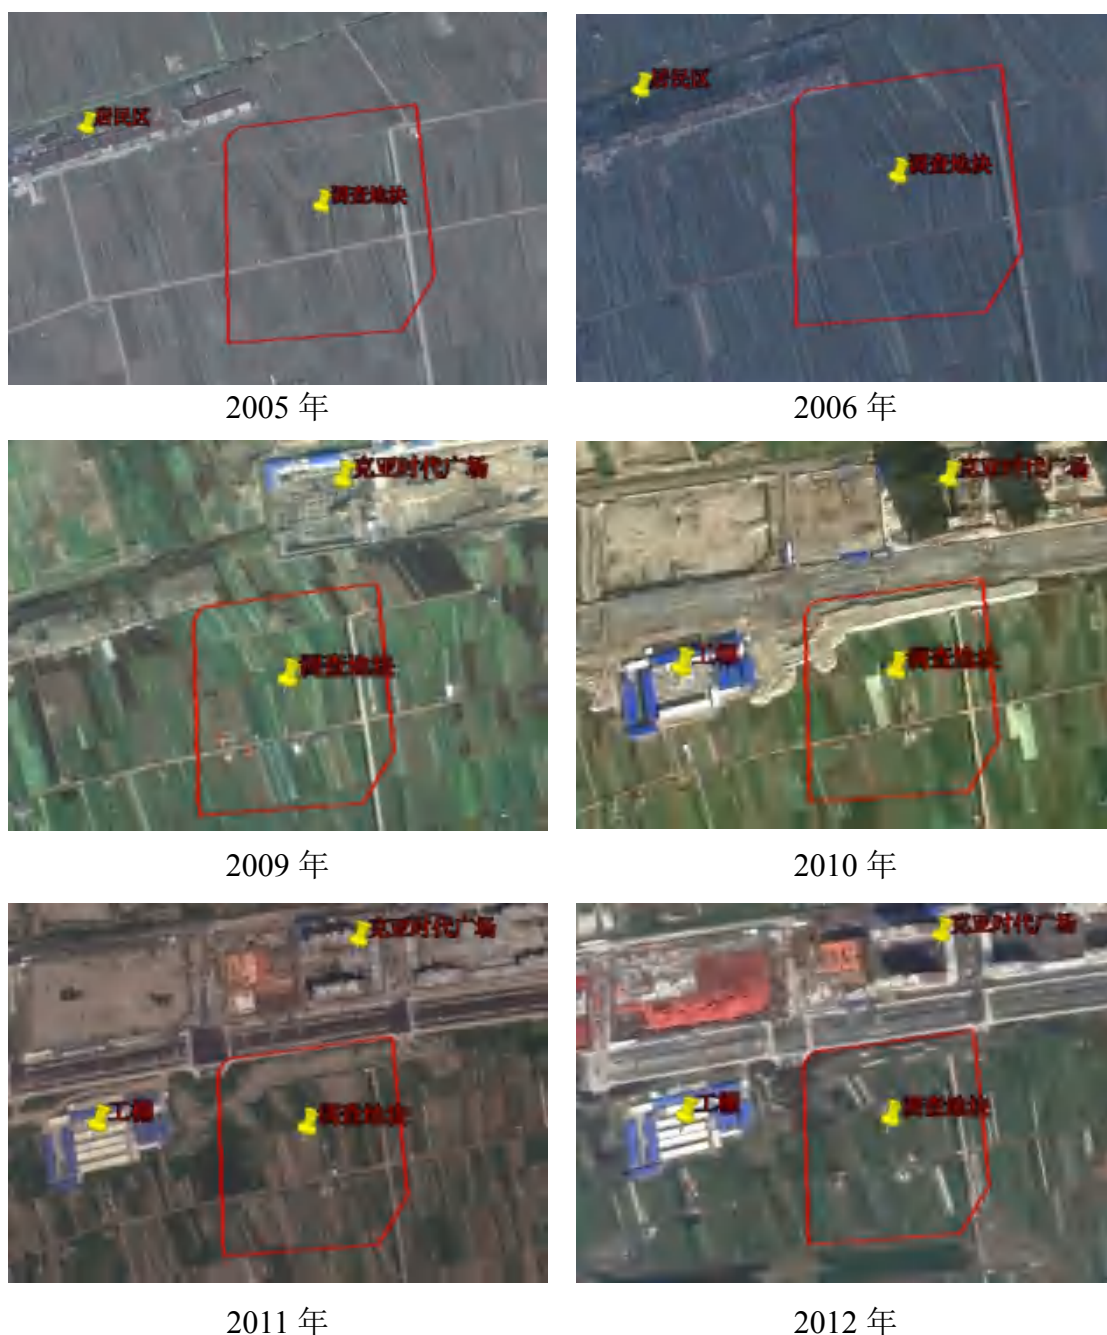 居民区
调查地块
居民区
调查地块
2005 年
2006 年
克亚时代广场
调查地块
克亚时代广场
工棚
调查地块
2009 年
2010 年
克亚时代广场
工棚
调查地块
克亚时代广场
工棚
调查地块
2011 年
2012 年